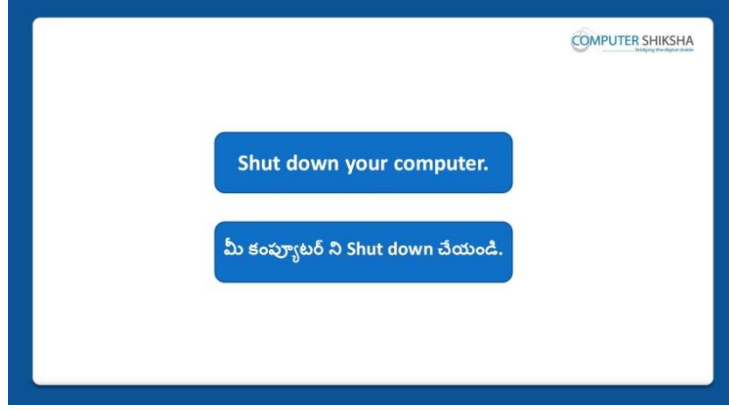 COMPUTER SHIKSHA
bridging the digital divide
Shut down your computer.
మీ కంప్యూటర్ ని Shut down చేయండి.